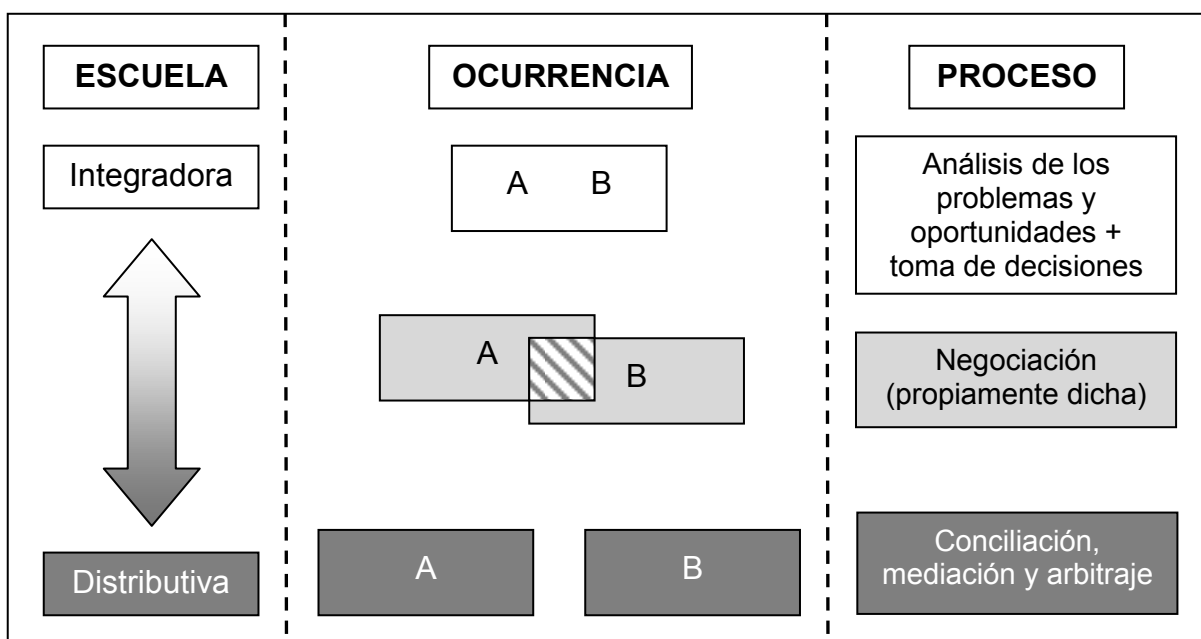 ESCUELA
OCURRENCIA
PROCESO
Integradora
A B
Análisis de los
problemas y
oportunidades +
toma de decisiones
A
B
Negociación
(propiamente dicha)
Distributiva
A
B
Conciliación,
mediación y arbitraje